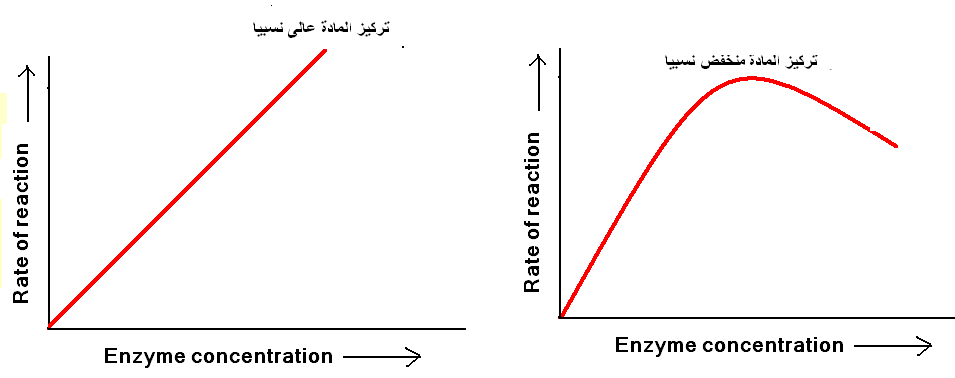 تركيز المادة عالى نسبيا
Rate of reaction
Enzyme concentration
تركيز المادة منخفض نسبيا
Rate of reaction
Enzyme concentration